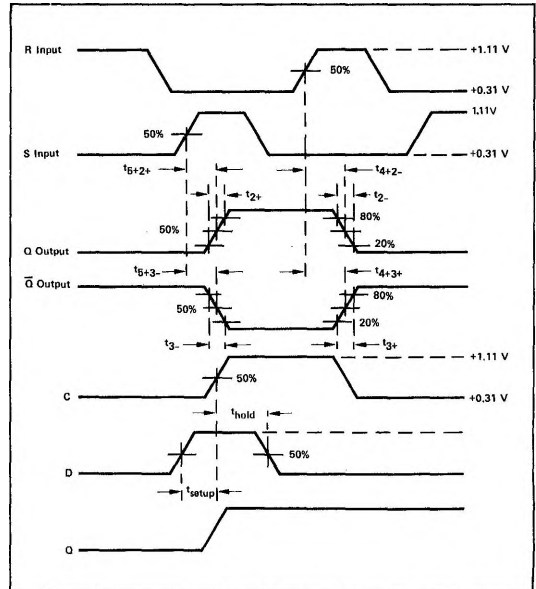 R Input
+1.11 V
50%
+0.31 V
1.11V
50%
S Input
+0.31 V
t5+2+
t2+
t4+2-
t2-
50%
80%
Q Output
20%
t5+3-
t4+3+
Q̅ Output
80%
50%
20%
t3-
t3+
+1.11 V
50%
C
+0.31 V
thold
50%
D
tsetup
Q